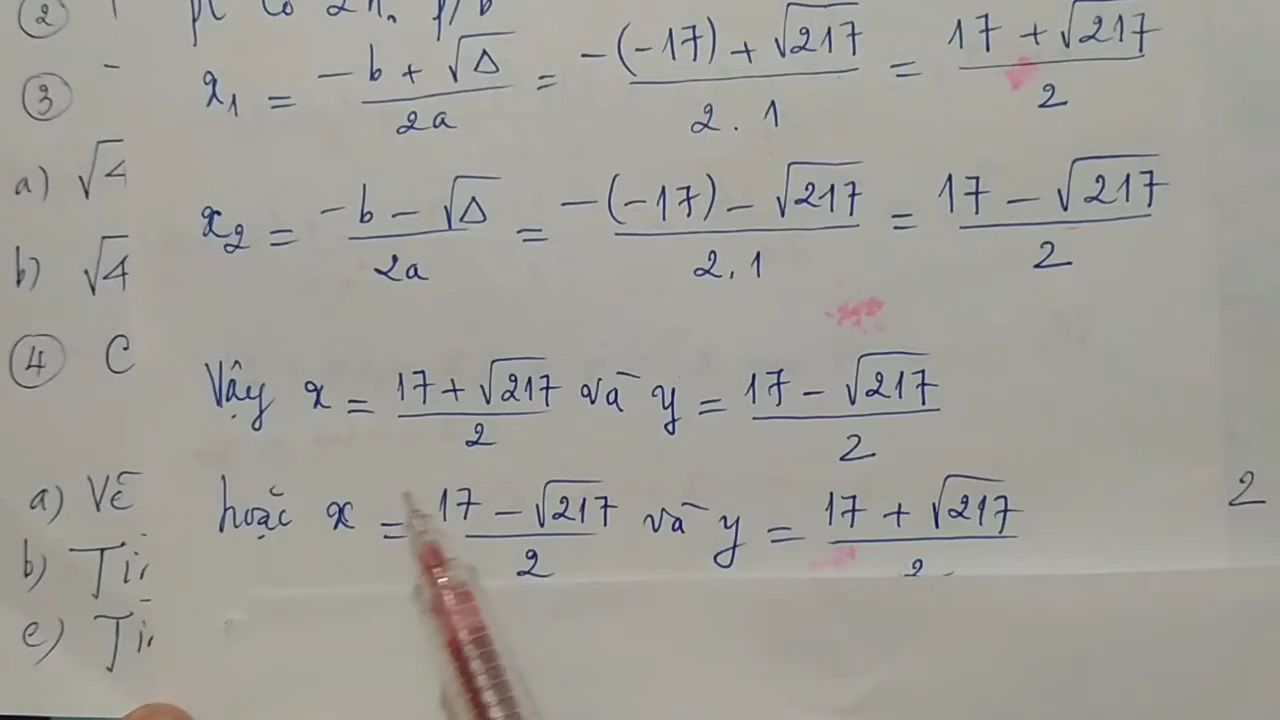 ②
③
a) √4
b) √4
④ C
a) Vẽ
b)
c)
x₁ = (-b + √Δ)/(2a) = (-(-17) + √217)/(2 . 1) = (17 + √217)/2
x₂ = (-b - √Δ)/(2a) = (-(-17) - √217)/(2.1) = (17 - √217)/2
Vậy x = (17 + √217)/2 và y = (17 - √217)/2
hoặc x = (17 - √217)/2 và y = (17 + √217)/2
2